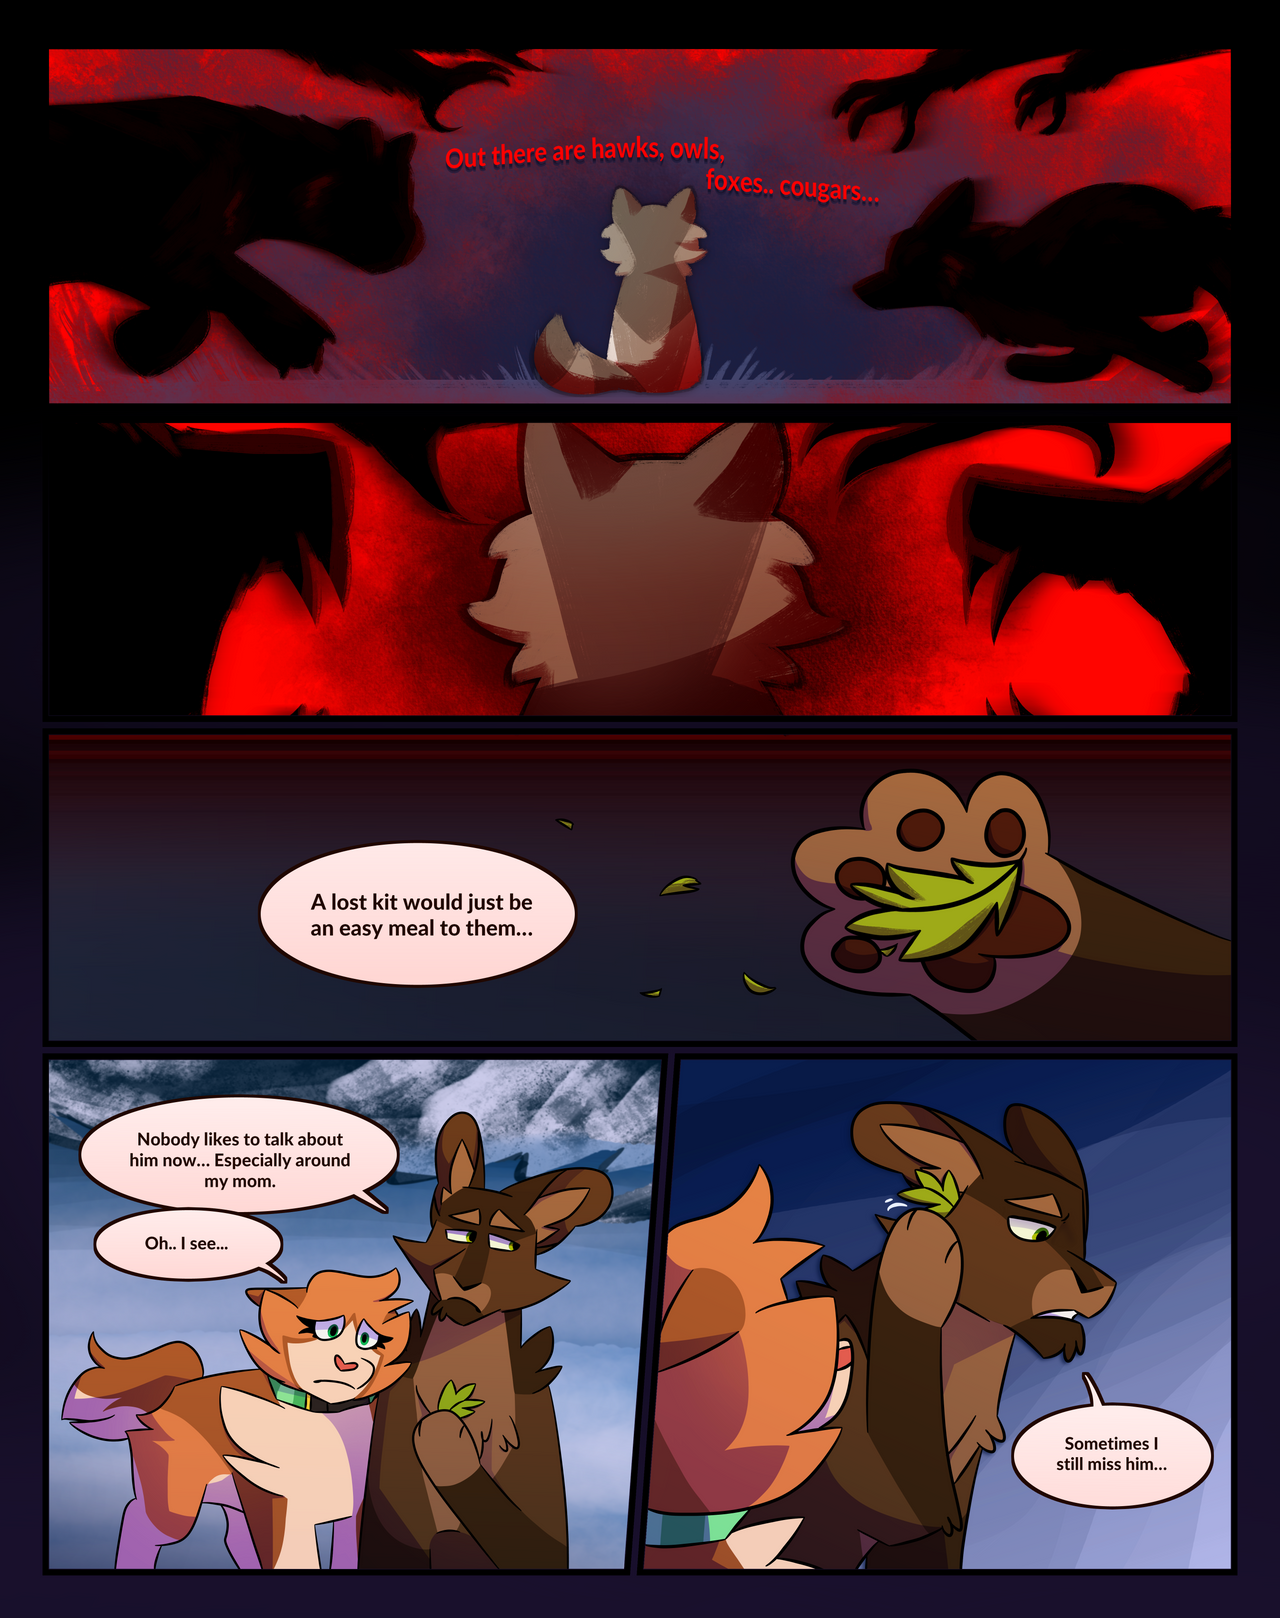 Out there are hawks, owls,
foxes.. cougars...
A lost kit would just be
an easy meal to them...
Nobody likes to talk about
him now... Especially around
my mom.
Oh.. I see...
Sometimes I
still miss him...